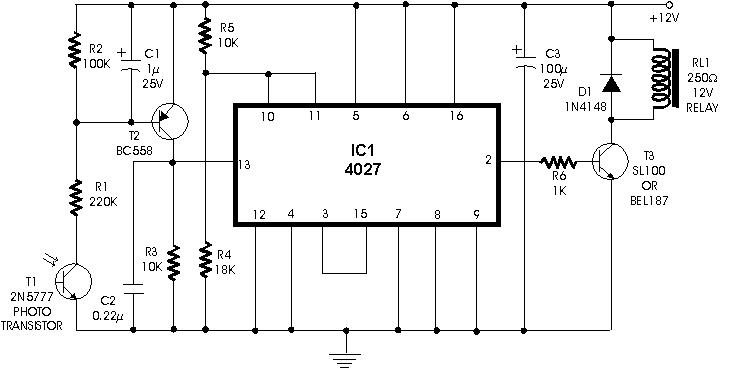 +12V
R2
100K
C1
1µ
25V
R5
10K
C3
100µ
25V
D1
1N4148
RL1
250Ω
12V
RELAY
10
11
5
6
16
T2
BC558
IC1
4027
13
2
R6
1K
T3
SL100
OR
BEL187
R1
220K
12
4
3
15
7
8
9
R3
10K
R4
18K
T1
2N5777
PHOTO
TRANSISTOR
C2
0.22µ